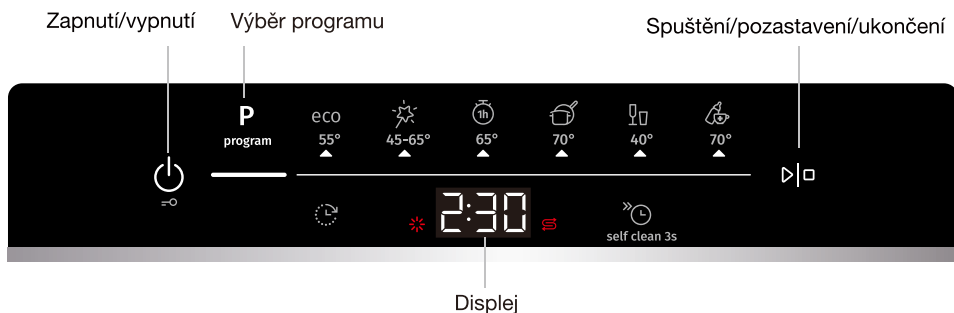 Zapnutí/vypnutí
Výběr programu
Spuštění/pozastavení/ukončení
P
program
eco
1h
55°
45-65°
65°
70°
40°
70°
2:30
self clean 3s
Displej